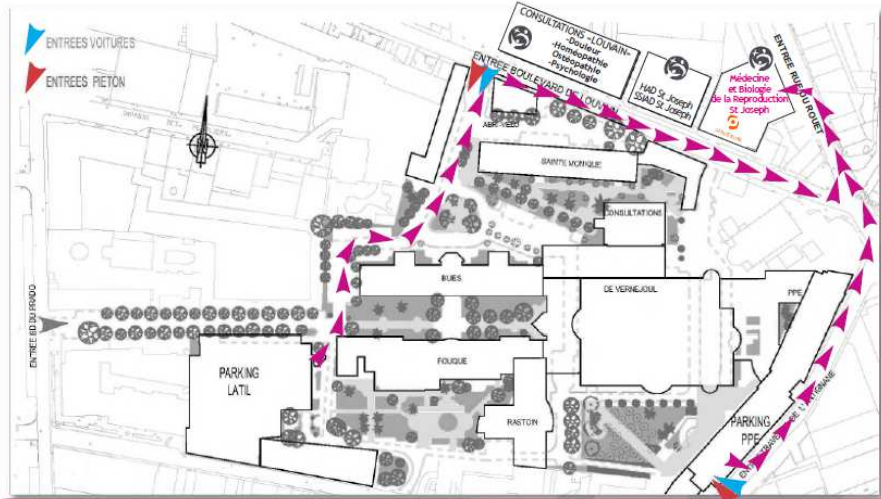 ENTREES VOITURES
ENTREES PIETON
CONSULTATIONS «LOUVAIN»
-Douleur
-Homéopathie
Ostéopathie
-Psychologie
ENTREE BOULEVARD DE LOUVAIN
HAD St Joseph
SSIAD St Joseph
Médecine
et Biologie
de la Reproduction
St Joseph
ENTREE RUE DU ROUET
SAINTE MONIQUE
CONSULTATIONS
BUES
DE VERNEJOUL
PPE
ENTREE BD DU PRADO
PARKING
LATIL
FOUQUE
RASTOIN
PARKING
PPE